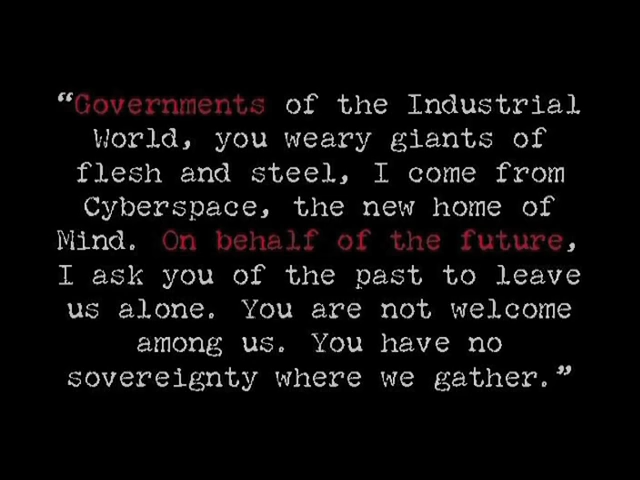 “Governments of the Industrial
World, you weary giants of
flesh and steel, I come from
Cyberspace, the new home of
Mind. On behalf of the future,
I ask you of the past to leave
us alone. You are not welcome
among us. You have no
sovereignty where we gather.”